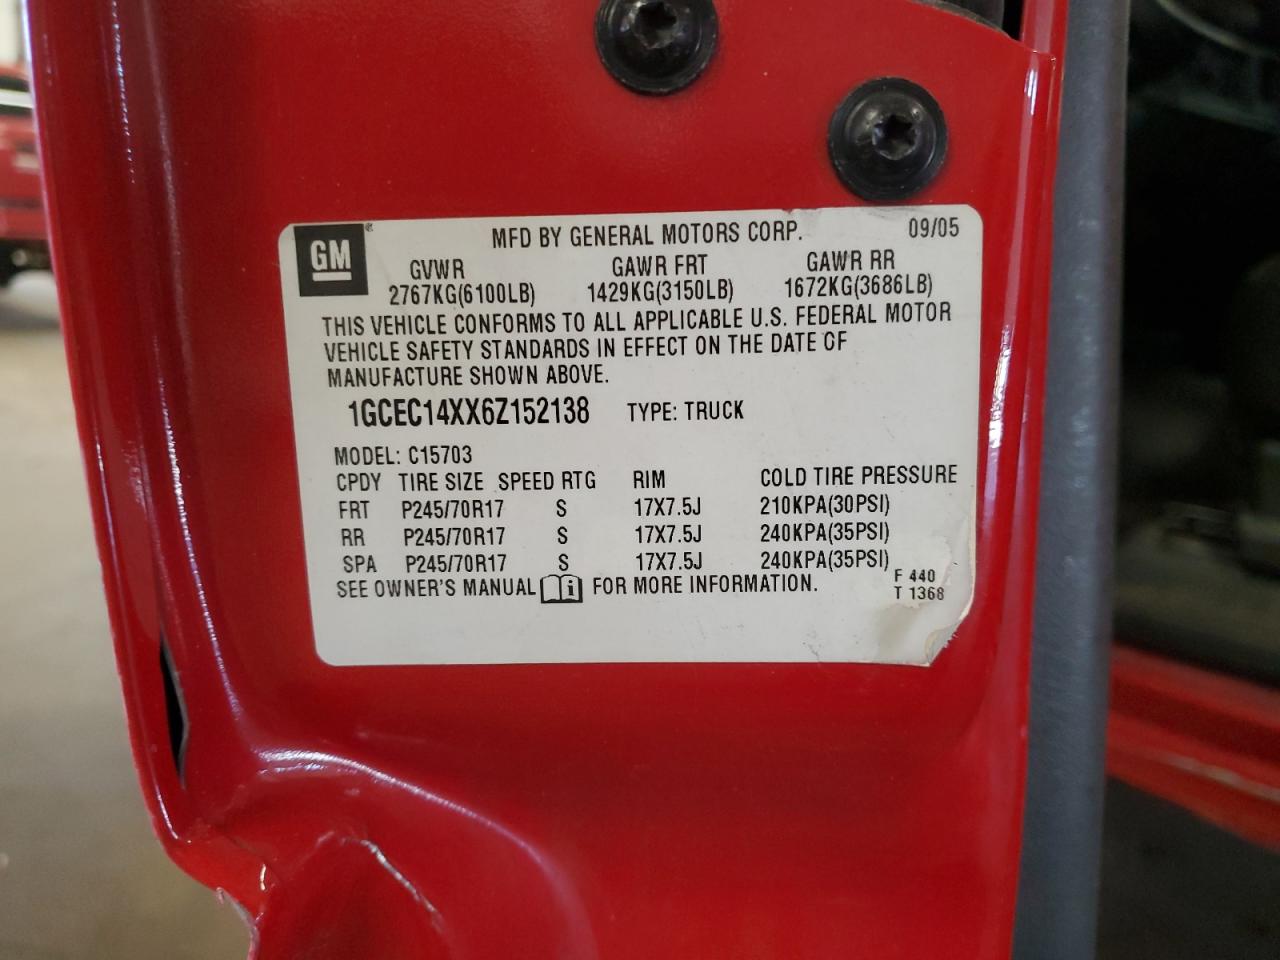 GM®
MFD BY GENERAL MOTORS CORP. 09/05
GVWR GAWR FRT GAWR RR
2767KG(6100LB) 1429KG(3150LB) 1672KG(3686LB)
THIS VEHICLE CONFORMS TO ALL APPLICABLE U.S. FEDERAL MOTOR
VEHICLE SAFETY STANDARDS IN EFFECT ON THE DATE OF
MANUFACTURE SHOWN ABOVE.
1GCEC14XX6Z152138 TYPE: TRUCK
MODEL: C15703
CPDY TIRE SIZE SPEED RTG RIM COLD TIRE PRESSURE
FRT P245/70R17 S 17X7.5J 210KPA(30PSI)
RR P245/70R17 S 17X7.5J 240KPA(35PSI)
SPA P245/70R17 S 17X7.5J 240KPA(35PSI)
SEE OWNER'S MANUAL i FOR MORE INFORMATION.
F 440
T 1368